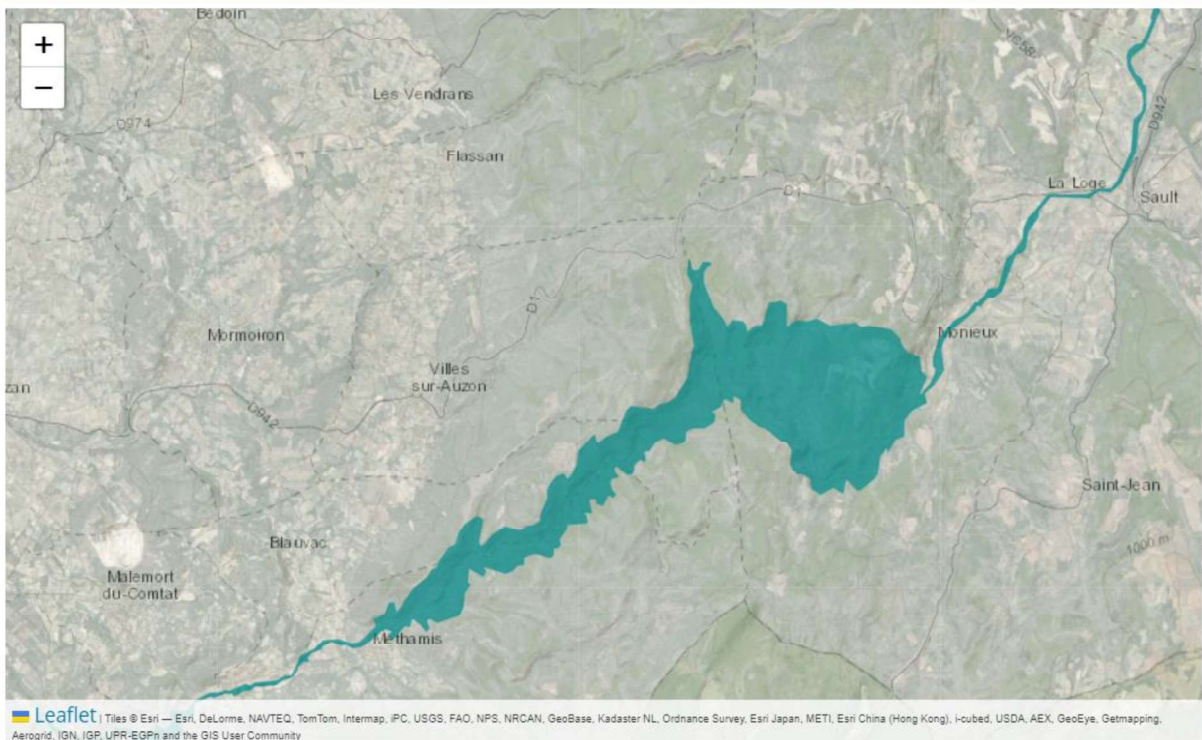 Bédoin
+
−
VC58
Les Vendrans
D974
D942
Flassan
La Loge
D1
Sault
D1
Mormoiron
Monieux
Villes
sur-Auzon
zan
D942
Saint-Jean
Blauvac
1000 m
Malemort
du-Comtat
Méthamis
Leaflet | Tiles © Esri — Esri, DeLorme, NAVTEQ, TomTom, Intermap, iPC, USGS, FAO, NPS, NRCAN, GeoBase, Kadaster NL, Ordnance Survey, Esri Japan, METI, Esri China (Hong Kong), i-cubed, USDA, AEX, GeoEye, Getmapping,
Aerogrid, IGN, IGP, UPR-EGPn and the GIS User Community